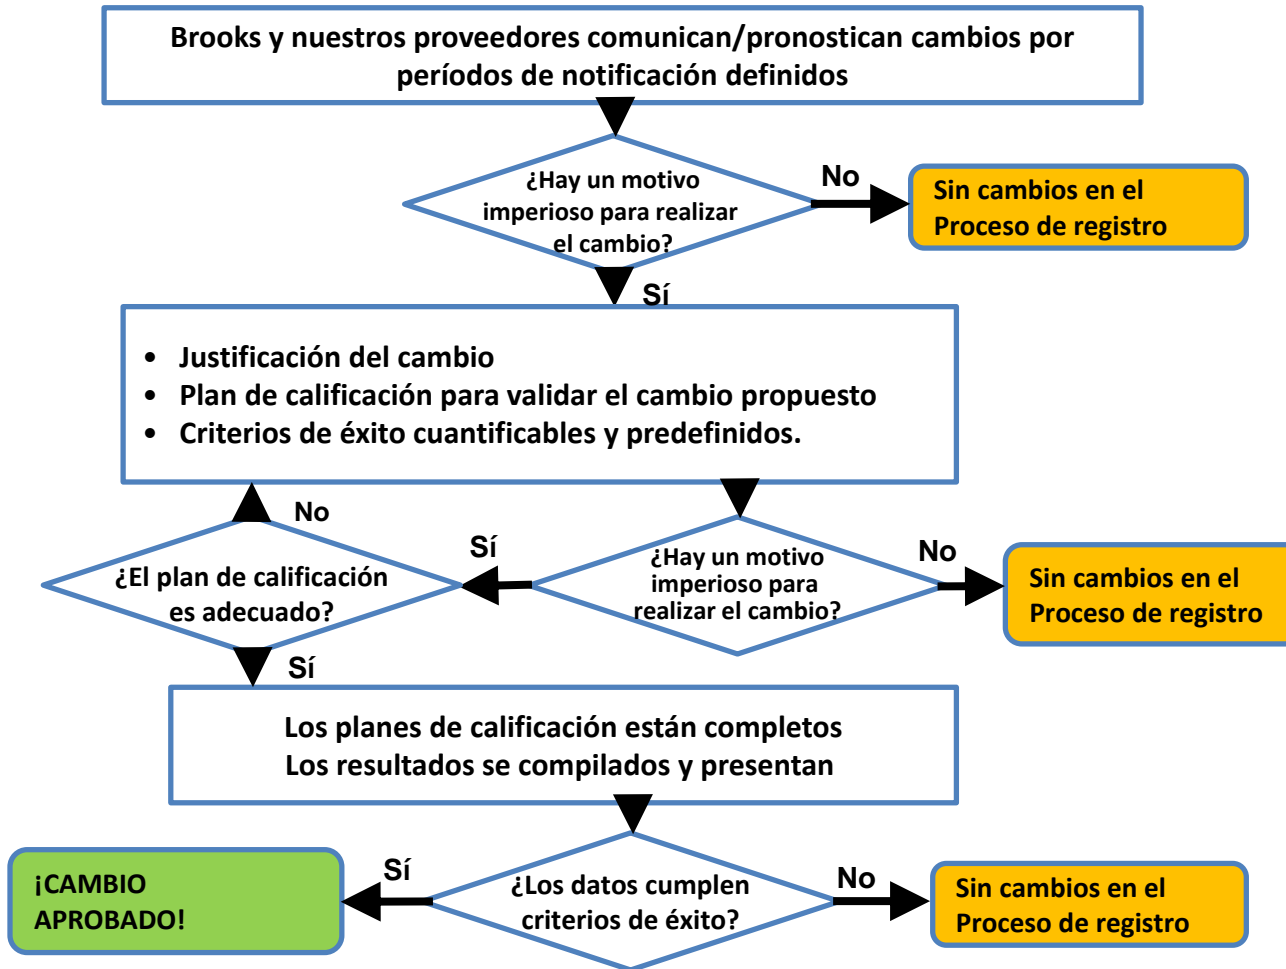 Brooks y nuestros proveedores comunican/pronostican cambios por
períodos de notificación definidos
¿Hay un motivo
imperioso para realizar
el cambio?
No
Sin cambios en el
Proceso de registro
Sí
• Justificación del cambio
• Plan de calificación para validar el cambio propuesto
• Criterios de éxito cuantificables y predefinidos.
No
¿El plan de calificación
es adecuado?
Sí
¿Hay un motivo
imperioso para
realizar el cambio?
No
Sin cambios en el
Proceso de registro
Sí
Los planes de calificación están completos
Los resultados se compilados y presentan
¡CAMBIO
APROBADO!
Sí
¿Los datos cumplen
criterios de éxito?
No
Sin cambios en el
Proceso de registro